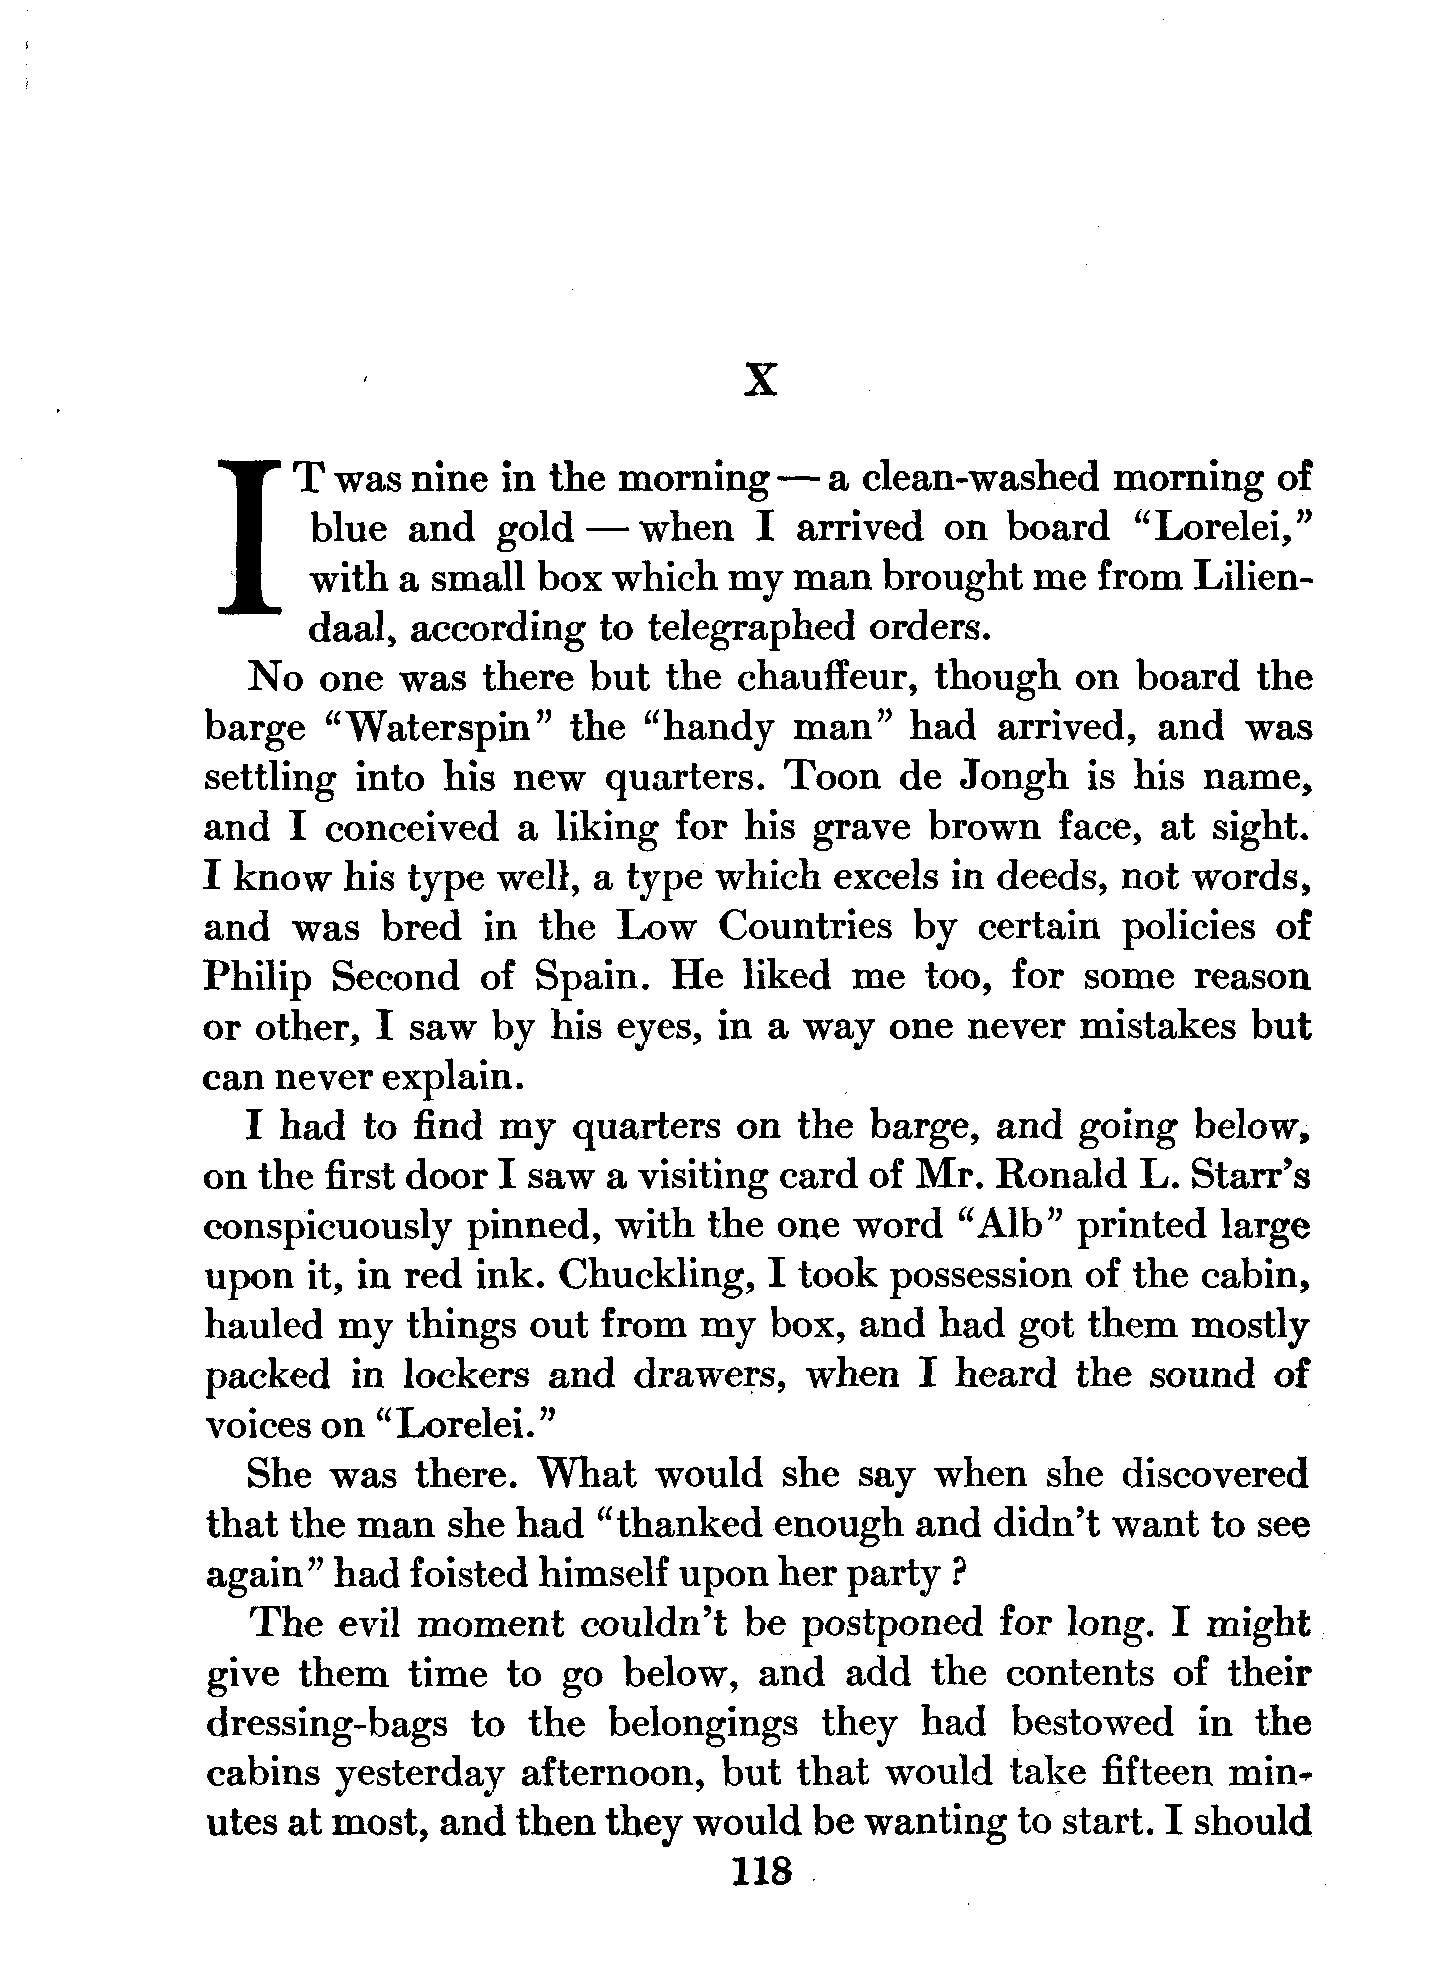 X
IT was nine in the morning — a clean-washed morning of
blue and gold — when I arrived on board “Lorelei,”
with a small box which my man brought me from Lilien-
daal, according to telegraphed orders.
No one was there but the chauffeur, though on board the
barge “Waterspin” the “handy man” had arrived, and was
settling into his new quarters. Toon de Jongh is his name,
and I conceived a liking for his grave brown face, at sight.
I know his type well, a type which excels in deeds, not words,
and was bred in the Low Countries by certain policies of
Philip Second of Spain. He liked me too, for some reason
or other, I saw by his eyes, in a way one never mistakes but
can never explain.
I had to find my quarters on the barge, and going below,
on the first door I saw a visiting card of Mr. Ronald L. Starr’s
conspicuously pinned, with the one word “Alb” printed large
upon it, in red ink. Chuckling, I took possession of the cabin,
hauled my things out from my box, and had got them mostly
packed in lockers and drawers, when I heard the sound of
voices on “Lorelei.”
She was there. What would she say when she discovered
that the man she had “thanked enough and didn’t want to see
again” had foisted himself upon her party ?
The evil moment couldn’t be postponed for long. I might
give them time to go below, and add the contents of their
dressing-bags to the belongings they had bestowed in the
cabins yesterday afternoon, but that would take fifteen min-
utes at most, and then they would be wanting to start. I should
118